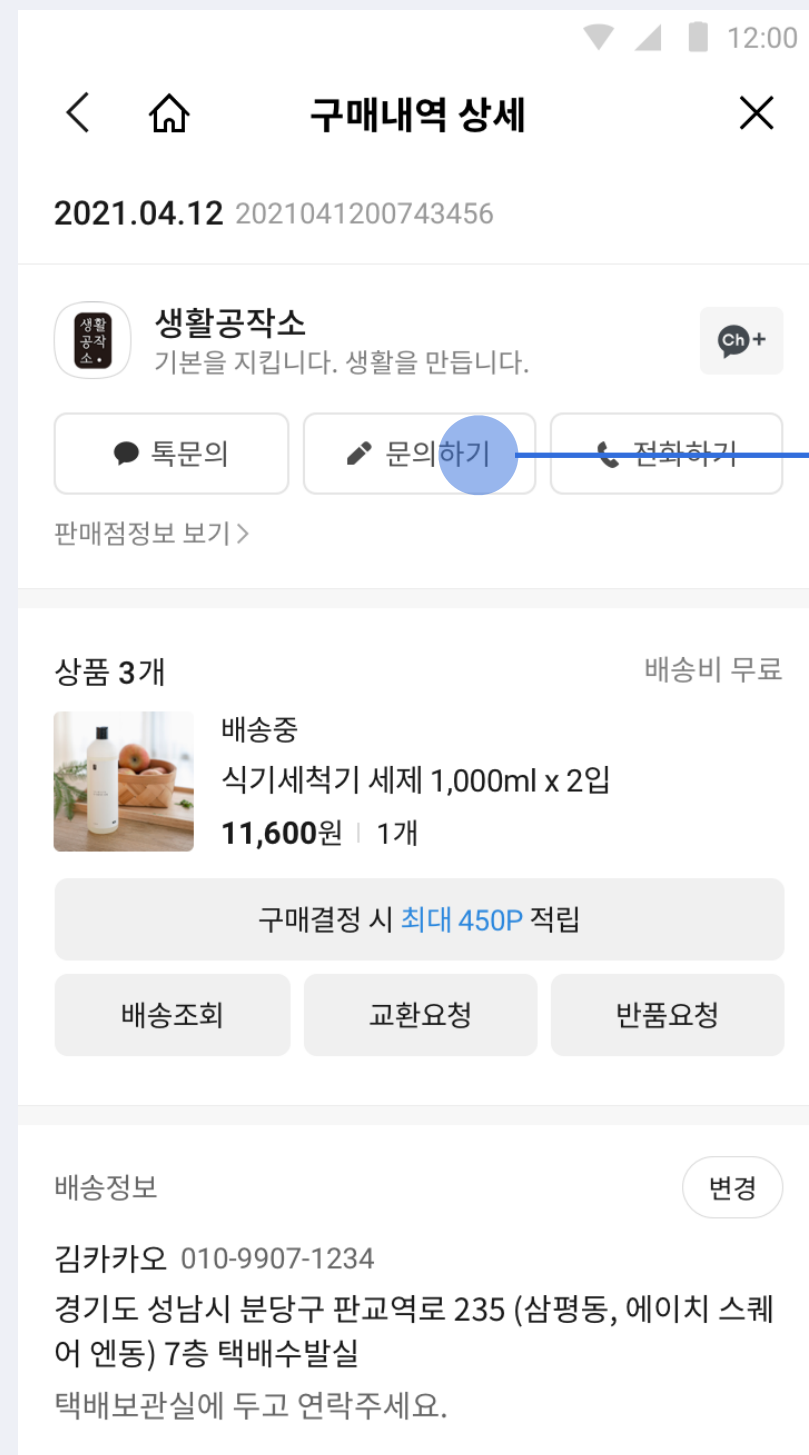 12:00
구매내역 상세
2021.04.12 2021041200743456
생활
공작
소
생활공작소
Ch+
기본을 지킵니다. 생활을 만듭니다.
톡문의 문의하기 전화하기
판매점정보 보기
상품 3개 배송비 무료
배송중
식기세척기 세제 1,000ml x 2입
11,600원 1개
구매결정 시 최대 450P 적립
배송조회 교환요청 반품요청
배송정보 변경
김카카오 010-9907-1234
경기도 성남시 분당구 판교역로 235 (삼평동, 에이치 스퀘
어 엔동) 7층 택배수발실
택배보관실에 두고 연락주세요.